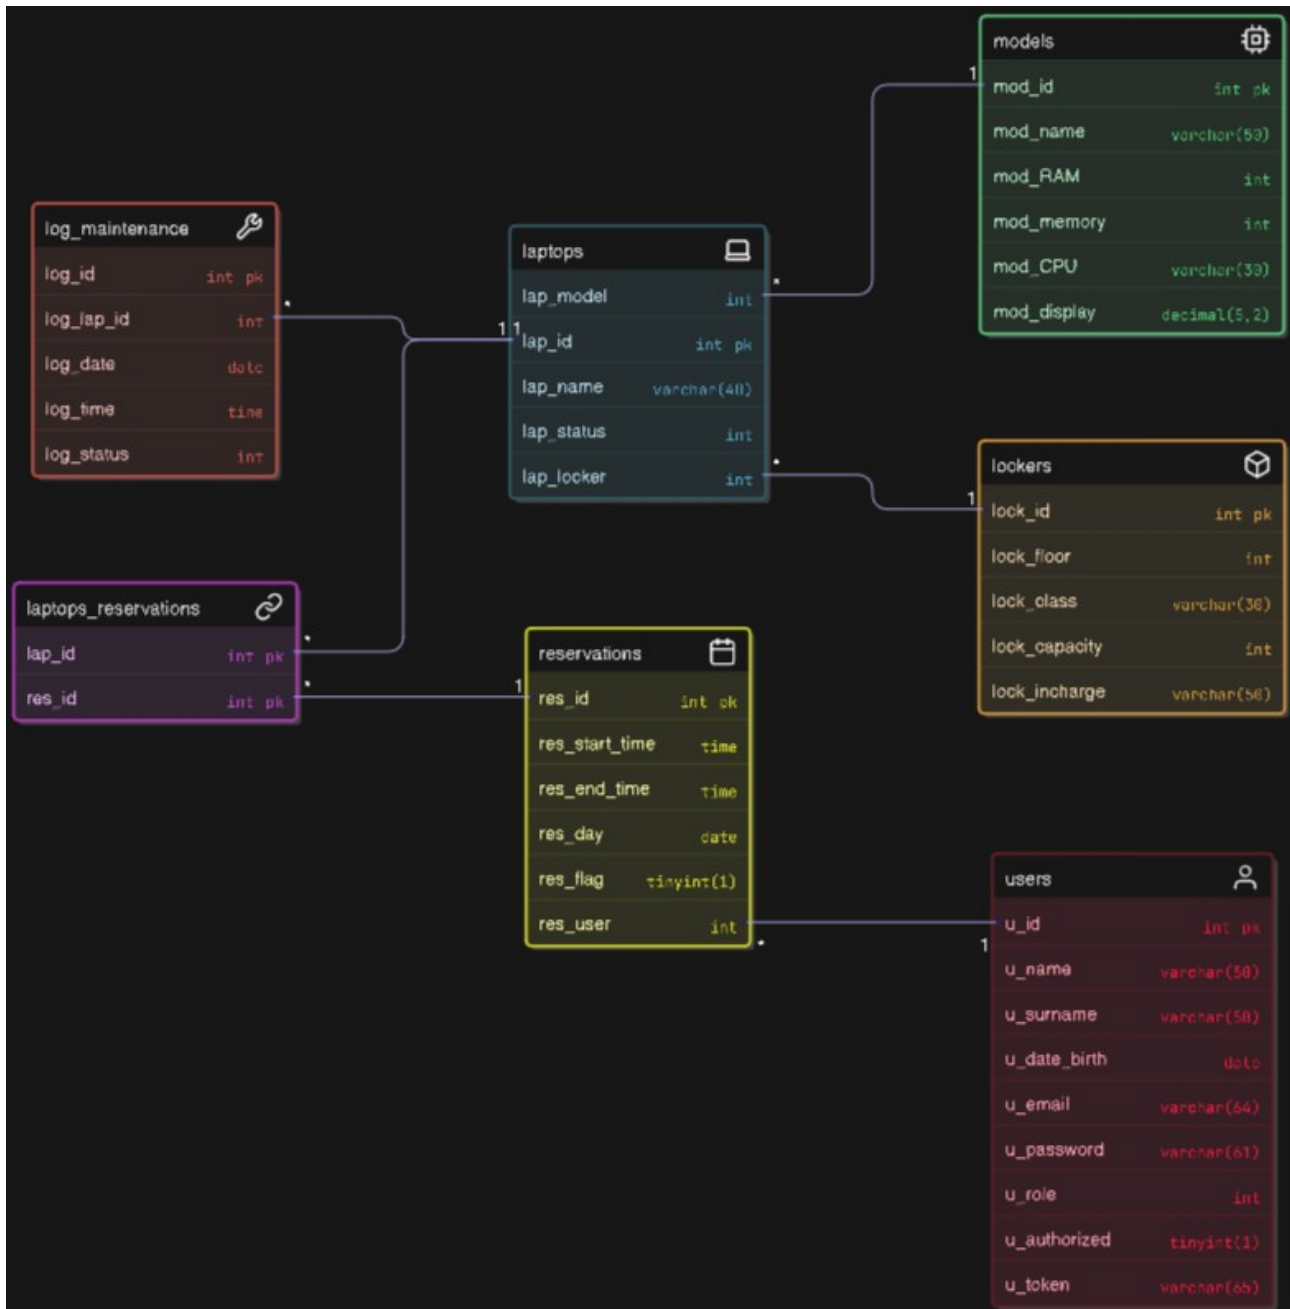 models
1
mod_id int pk
mod_name varchar(50)
mod_RAM int
mod_memory int
mod_CPU varchar(30)
mod_display decimal(5,2)
log_maintenance
log_id int pk
*
log_lap_id int
log_date date
log_time time
log_status int
laptops
*
lap_model int
1 1
lap_id int pk
lap_name varchar(40)
lap_status int
*
lap_locker int
lookers
1
lock_id int pk
lock_floor int
lock_class varchar(30)
lock_capacity int
lock_incharge varchar(50)
laptops_reservations
*
lap_id int pk
*
res_id int pk
reservations
1
res_id int pk
res_start_time time
res_end_time time
res_day date
res_flag tinyint(1)
res_user int
*
users
u_id int pk
1
u_name varchar(50)
u_surname varchar(50)
u_date_birth date
u_email varchar(64)
u_password varchar(61)
u_role int
u_authorized tinyint(1)
u_token varchar(65)